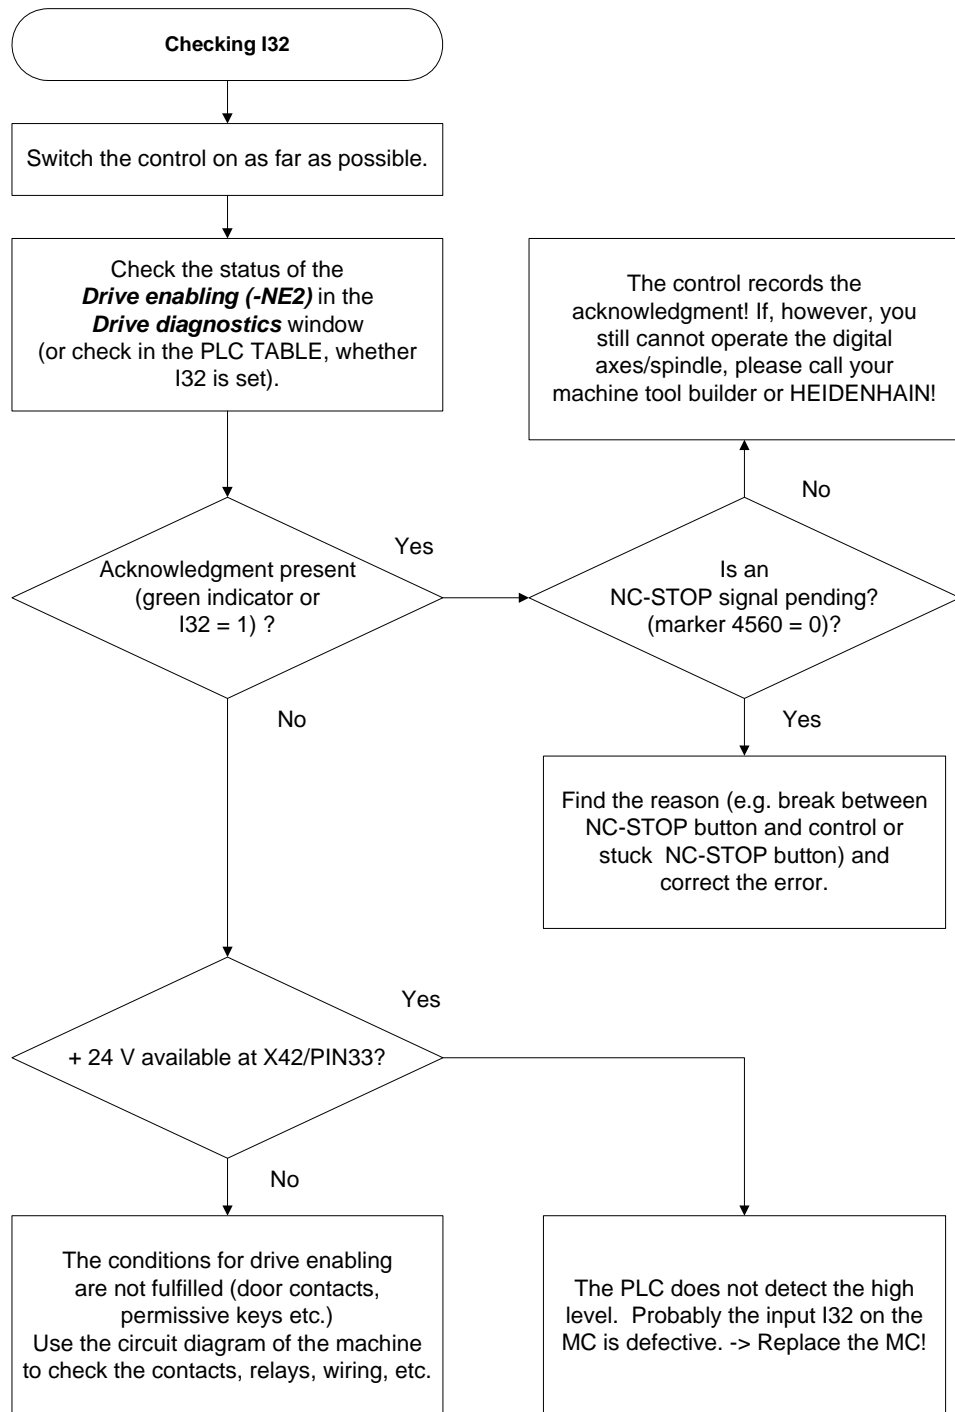 Checking I32
Switch the control on as far as possible.
Check the status of the
Drive enabling (-NE2) in the
Drive diagnostics window
(or check in the PLC TABLE, whether
I32 is set).
The control records the
acknowledgment! If, however, you
still cannot operate the digital
axes/spindle, please call your
machine tool builder or HEIDENHAIN!
No
Yes
Acknowledgment present
(green indicator or
I32 = 1) ?
Is an
NC-STOP signal pending?
(marker 4560 = 0)?
No
Yes
Find the reason (e.g. break between
NC-STOP button and control or
stuck  NC-STOP button) and
correct the error.
Yes
+ 24 V available at X42/PIN33?
No
The conditions for drive enabling
are not fulfilled (door contacts,
permissive keys etc.)
Use the circuit diagram of the machine
to check the contacts, relays, wiring, etc.
The PLC does not detect the high
level.  Probably the input I32 on the
MC is defective. -> Replace the MC!